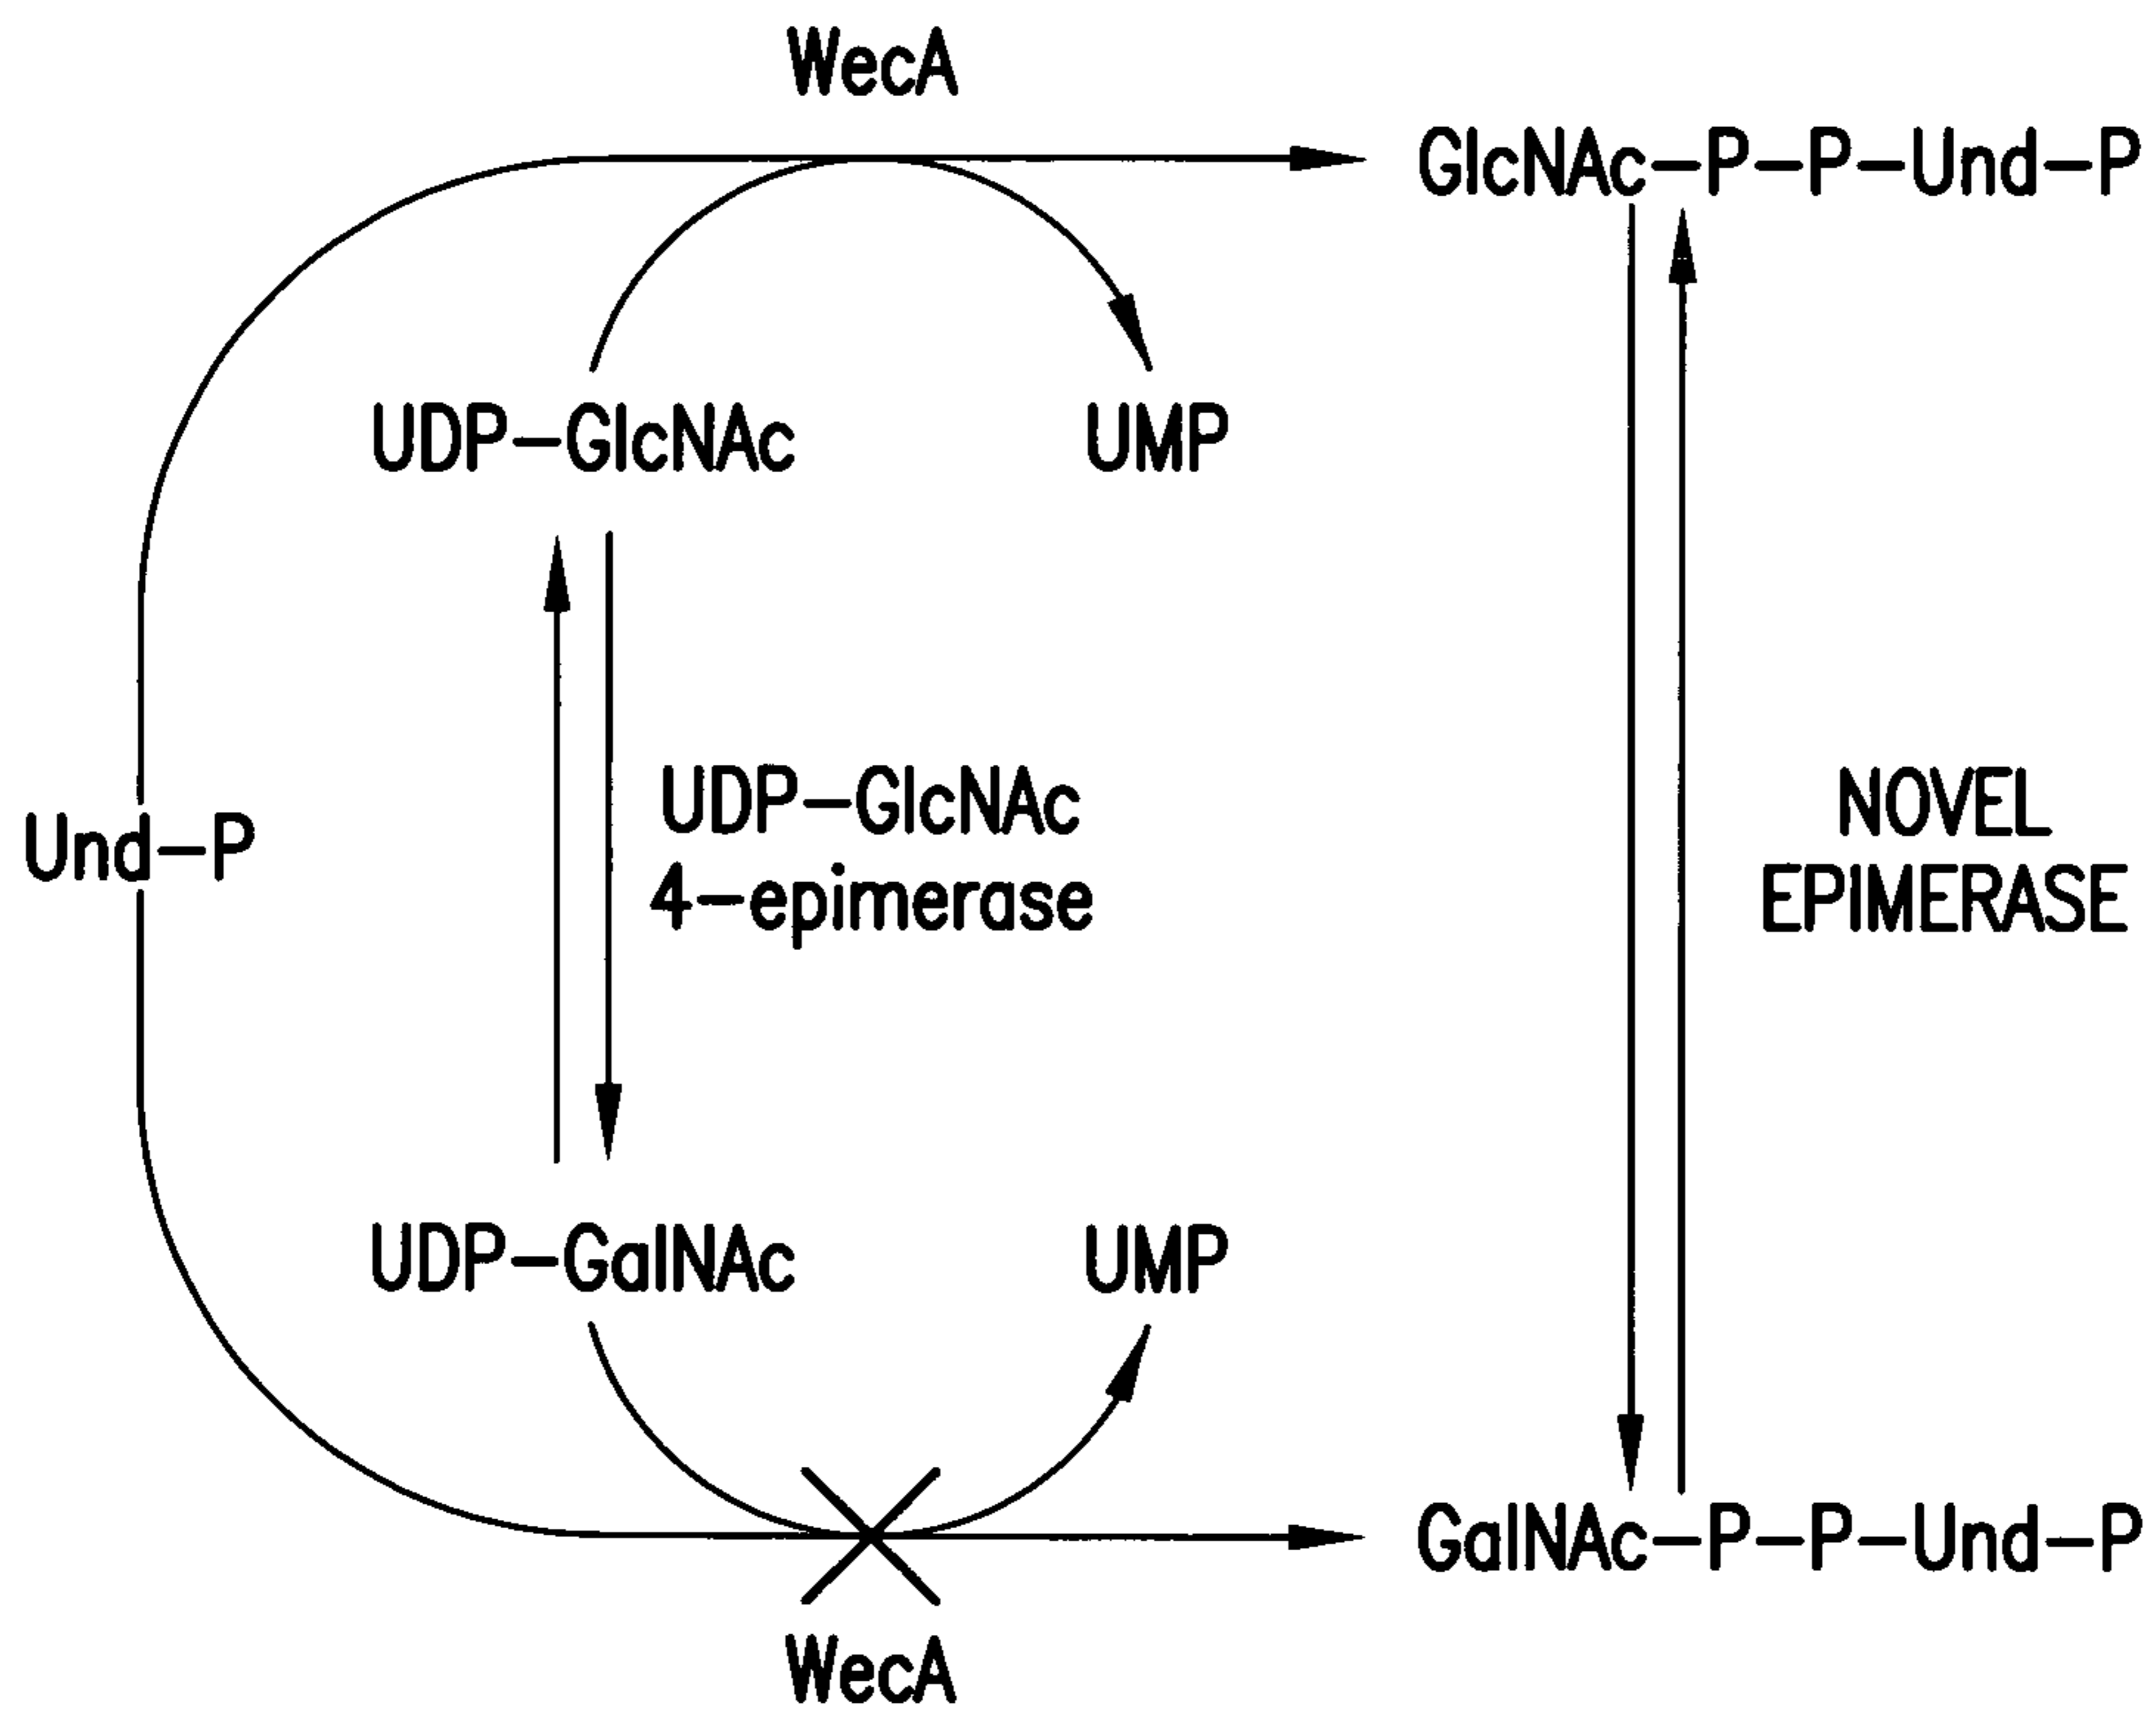 WecA
GlcNAc-P-P-Und-P
UDP-GlcNAc
UMP
Und-P
UDP-GlcNAc
4-epimerase
NOVEL
EPIMERASE
UDP-GalNAc
UMP
GalNAc-P-P-Und-P
WecA